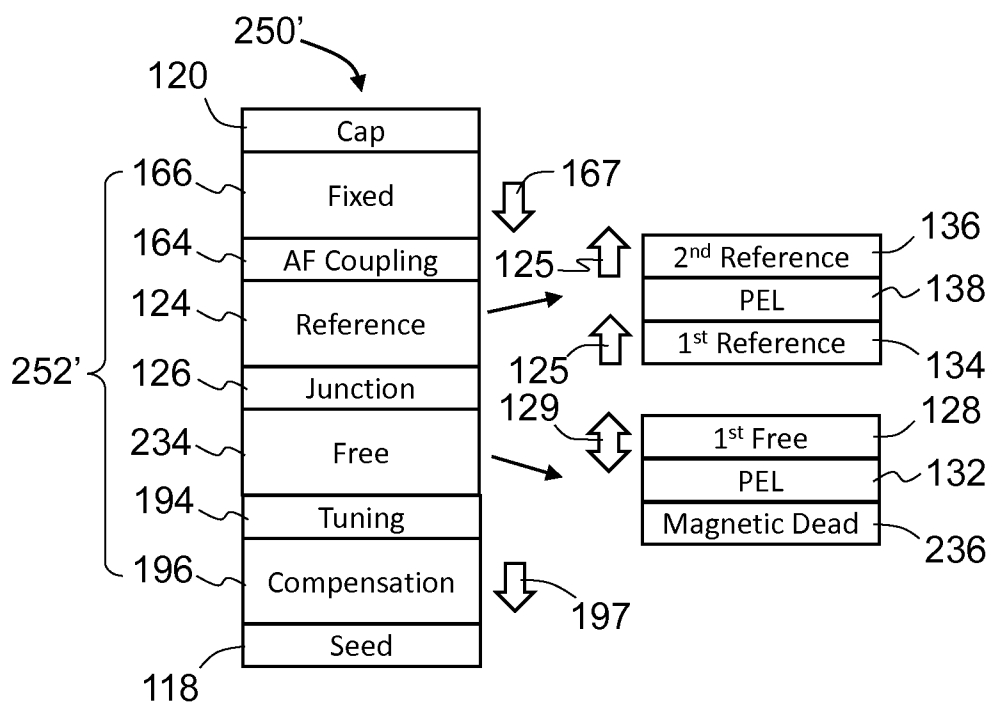 250’
120 Cap
166 Fixed 167
164 AF Coupling 125 2nd Reference 136
124 Reference PEL 138
125 1st Reference 134
252’
126 Junction
129 1st Free 128
234 Free PEL 132
194 Tuning Magnetic Dead 236
196 Compensation 197
118 Seed